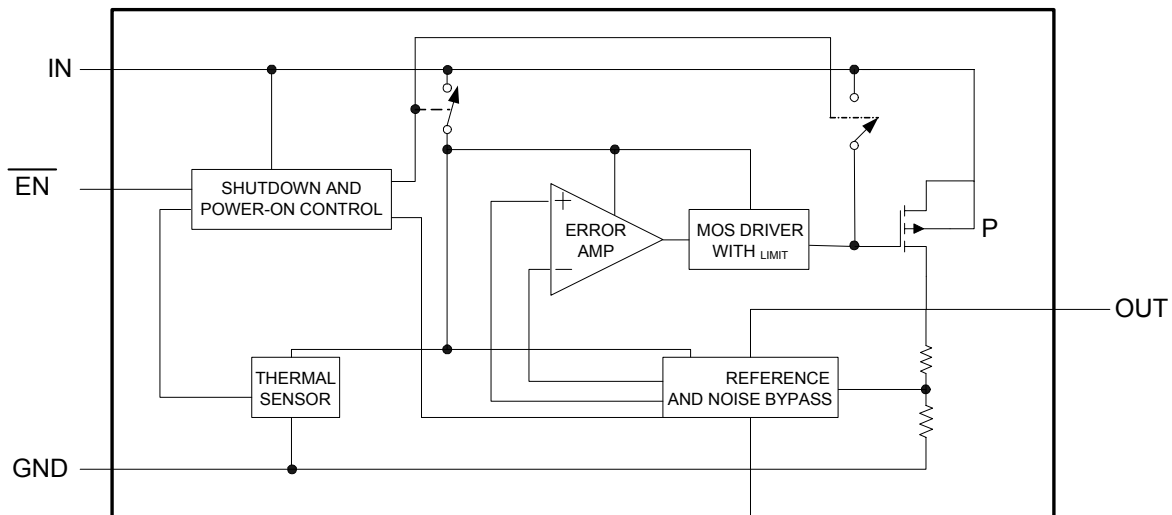 IN
EN
SHUTDOWN AND
POWER-ON CONTROL
+
ERROR
AMP
−
MOS DRIVER
WITH LIMIT
P
OUT
THERMAL
SENSOR
REFERENCE
AND NOISE BYPASS
GND